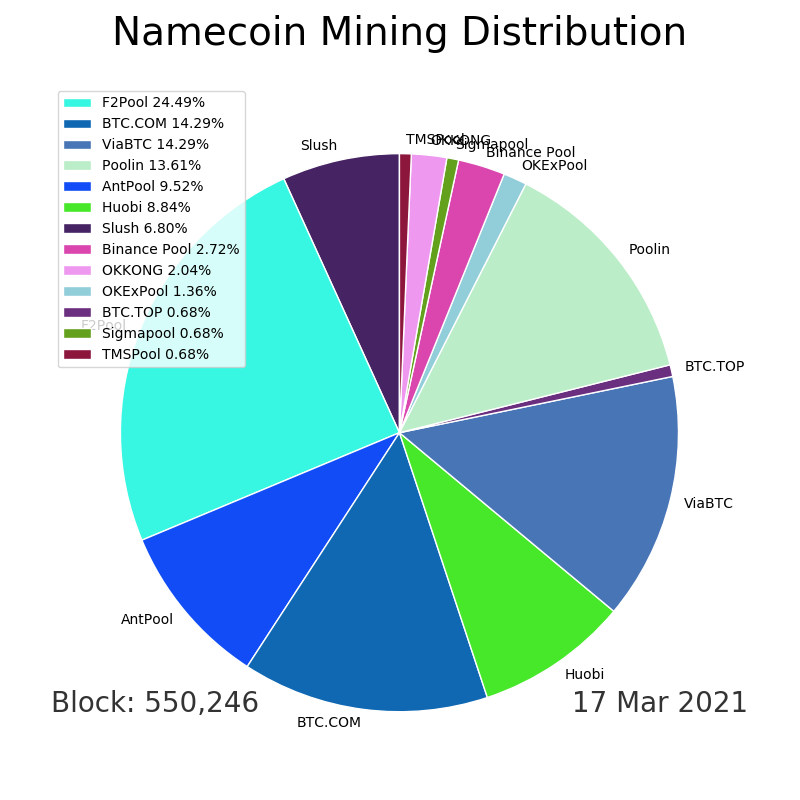 Namecoin Mining Distribution
F2Pool 24.49%
BTC.COM 14.29%
ViaBTC 14.29%
Poolin 13.61%
AntPool 9.52%
Huobi 8.84%
Slush 6.80%
Binance Pool 2.72%
OKKONG 2.04%
OKExPool 1.36%
BTC.TOP 0.68%
Sigmapool 0.68%
TMSPool 0.68%
Slush
TMSPool
OKKONG
Sigmapool
Binance Pool
OKExPool
Poolin
F2Pool
BTC.TOP
ViaBTC
AntPool
Huobi
BTC.COM
Block: 550,246
17 Mar 2021